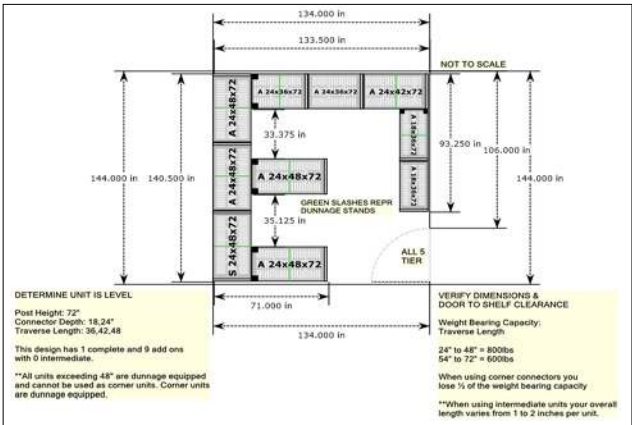 134.000 in
133.500 in
NOT TO SCALE
A 24x48x72
A 24x36x72
A 24x36x72
A 24x42x72
A 18x36x72
33.375 in
93.250 in
106.000 in
144.000 in
140.500 in
A 24x48x72
A 24x48x72
A 18x36x72
144.000 in
GREEN SLASHES REPR
DUNNAGE STANDS
35.125 in
S 24x48x72
A 24x48x72
ALL 5
TIER
71.000 in
134.000 in
DETERMINE UNIT IS LEVEL
Post Height: 72"
Connector Depth: 18,24"
Traverse Length: 36,42,48
This design has 1 complete and 9 add ons
with 0 intermediate.
**All units exceeding 48" are dunnage equipped
and cannot be used as corner units. Corner units
are dunnage equipped.
VERIFY DIMENSIONS &
DOOR TO SHELF CLEARANCE
Weight Bearing Capacity:
Traverse Length
24" to 48" = 800lbs
54" to 72" = 600lbs
When using corner connectors you
lose ½ of the weight bearing capacity
**When using intermediate units your overall
length varies from 1 to 2 inches per unit.